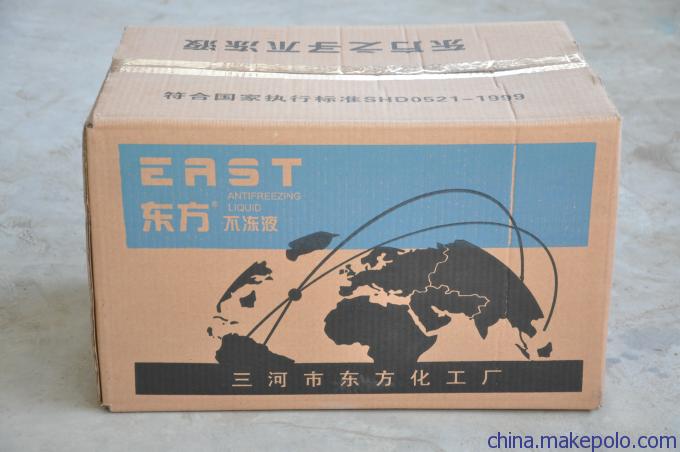 东方之子不冻液
符合国家执行标准SHD0521-1999
EAST
ANTIFREEZING
LIQUID
东方®
不冻液
三河市东方化工厂
china.makepolo.com